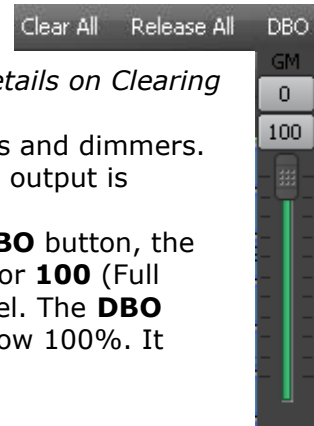 Clear All Release All DBO
GM
0
100
etails on Clearing
s and dimmers.
output is
BO button, the
or 100 (Full
el. The DBO
ow 100%. It